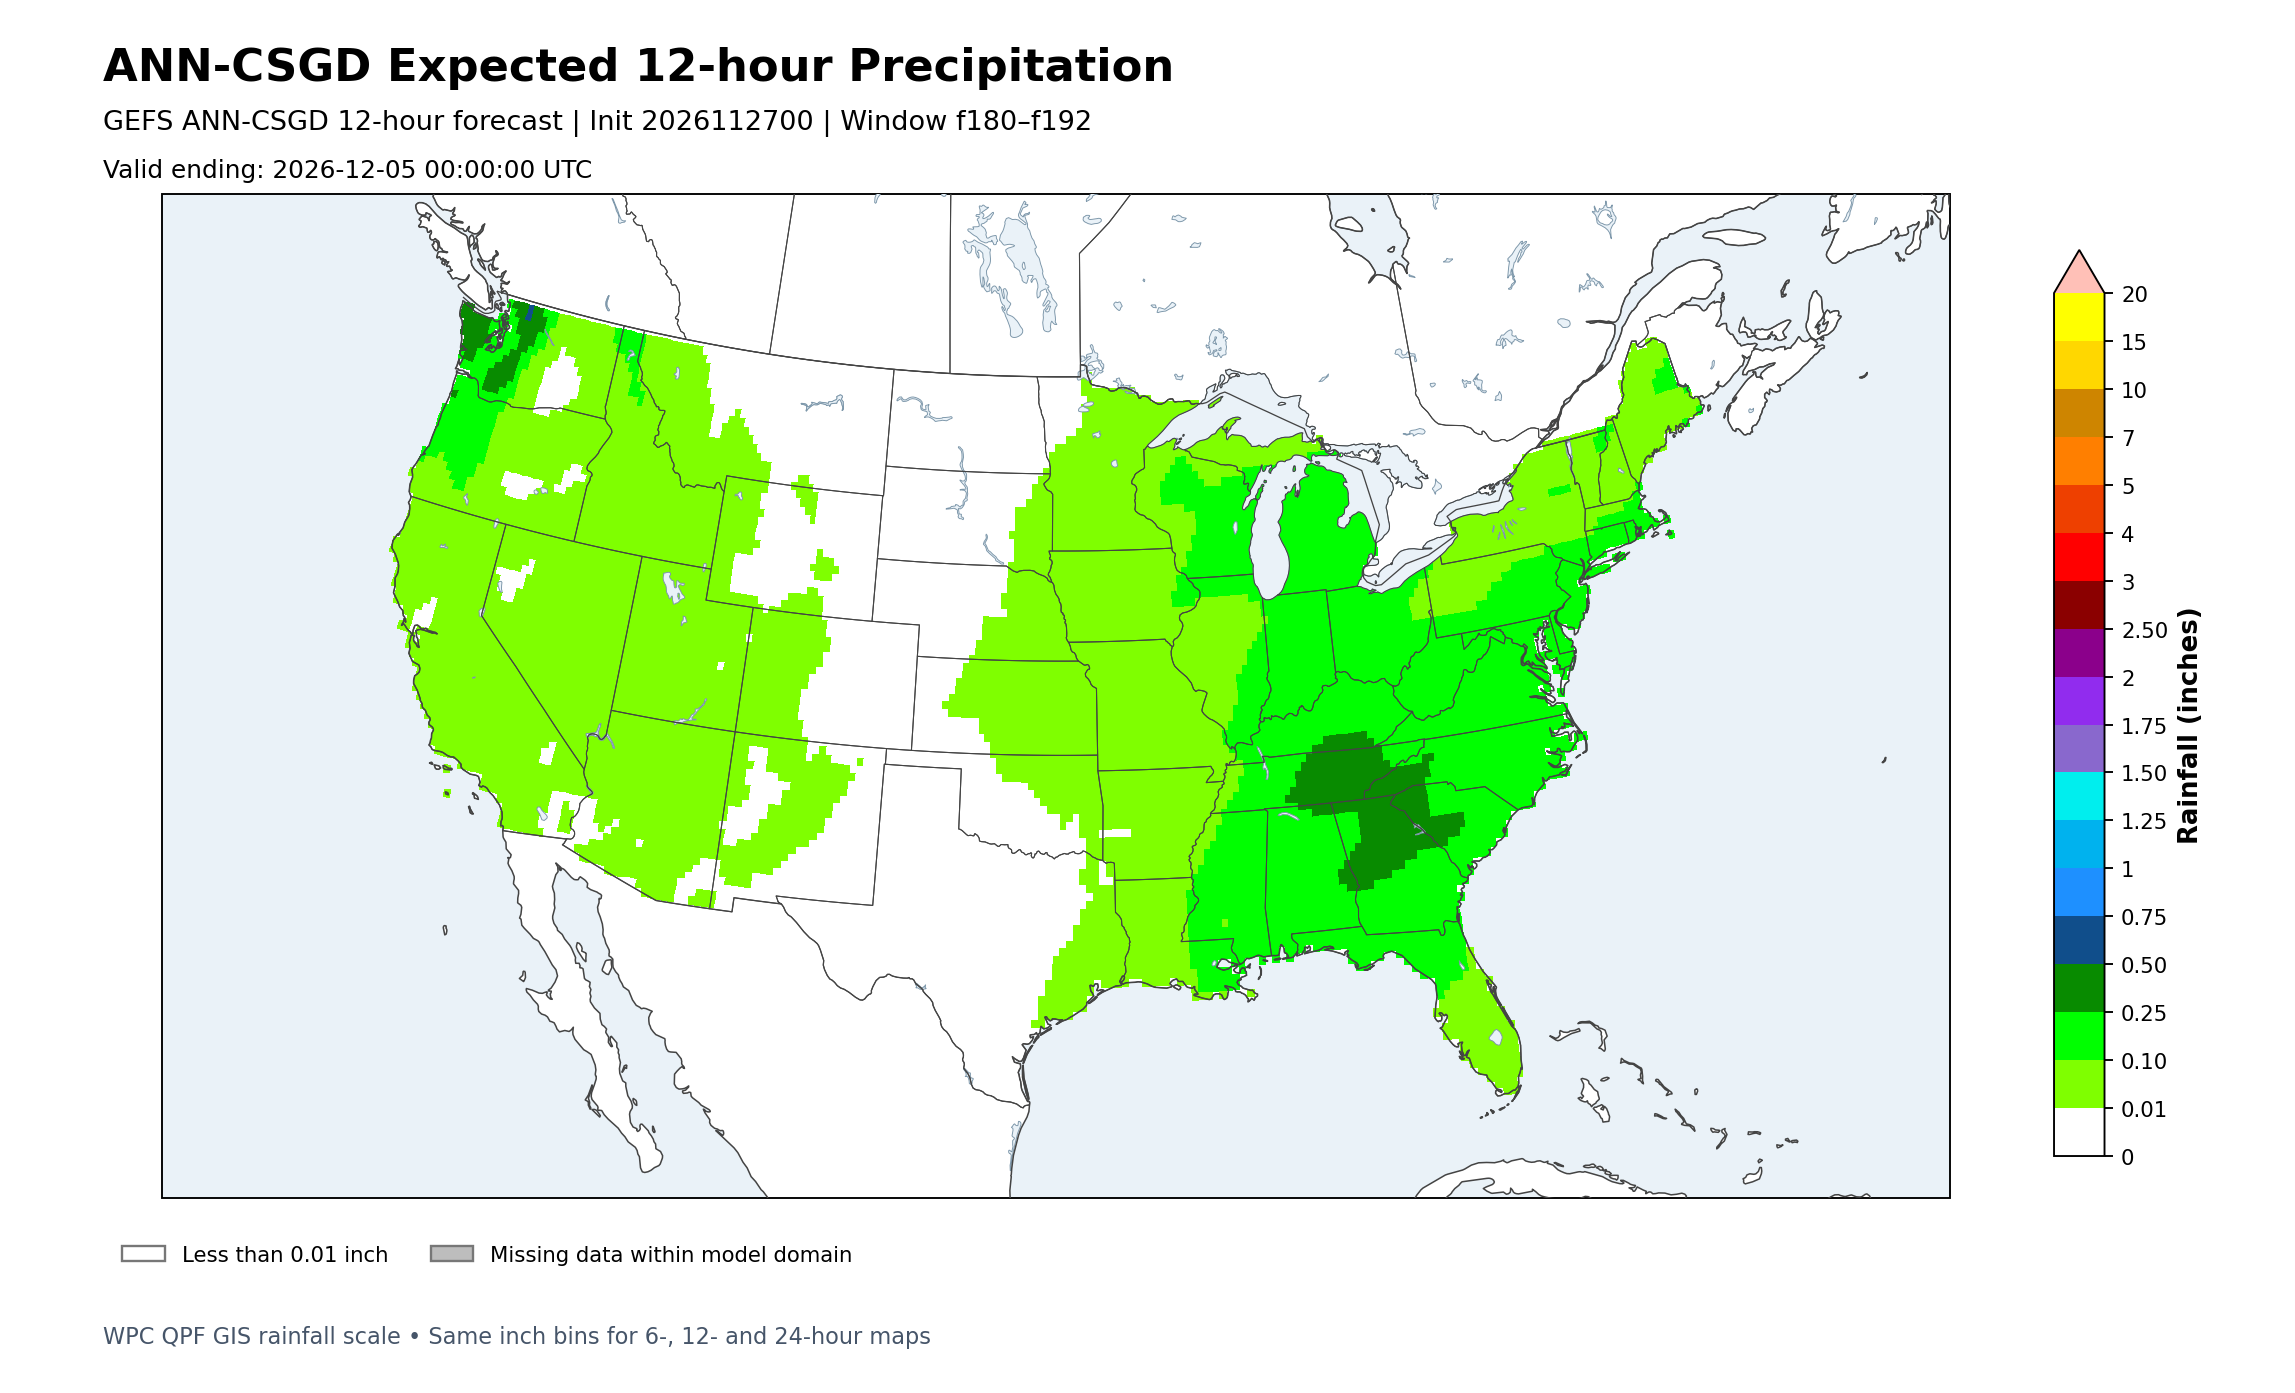 ANN-CSGD Expected 12-hour Precipitation
GEFS ANN-CSGD 12-hour forecast | Init 2026112700 | Window f180–f192
Valid ending: 2026-12-05 00:00:00 UTC
20
15
10
7
5
4
3
2.50
2
1.75
1.50
1.25
1
0.75
0.50
0.25
0.10
0.01
0
Rainfall (inches)
Less than 0.01 inch
Missing data within model domain
WPC QPF GIS rainfall scale • Same inch bins for 6-, 12- and 24-hour maps